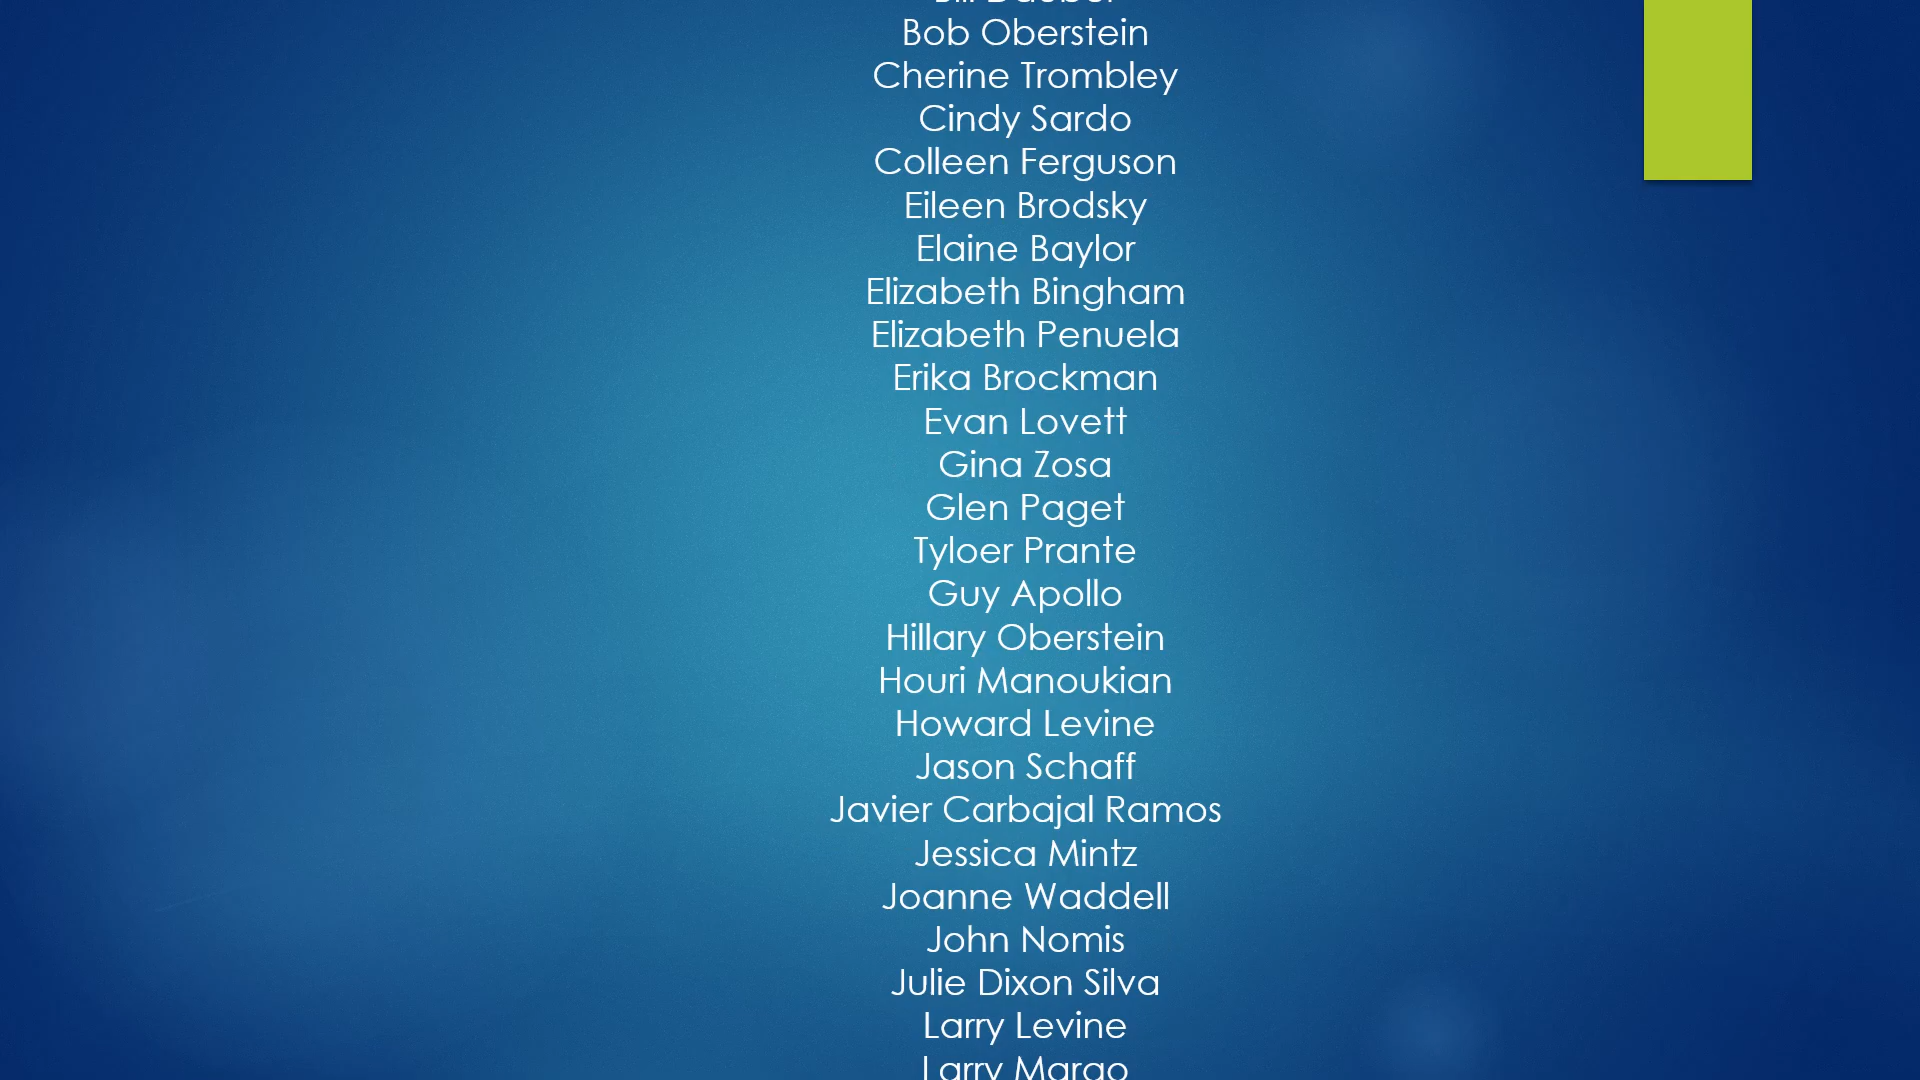 Bob Oberstein
Cherine Trombley
Cindy Sardo
Colleen Ferguson
Eileen Brodsky
Elaine Baylor
Elizabeth Bingham
Elizabeth Penuela
Erika Brockman
Evan Lovett
Gina Zosa
Glen Paget
Tyloer Prante
Guy Apollo
Hillary Oberstein
Houri Manoukian
Howard Levine
Jason Schaff
Javier Carbajal Ramos
Jessica Mintz
Joanne Waddell
John Nomis
Julie Dixon Silva
Larry Levine
Larry